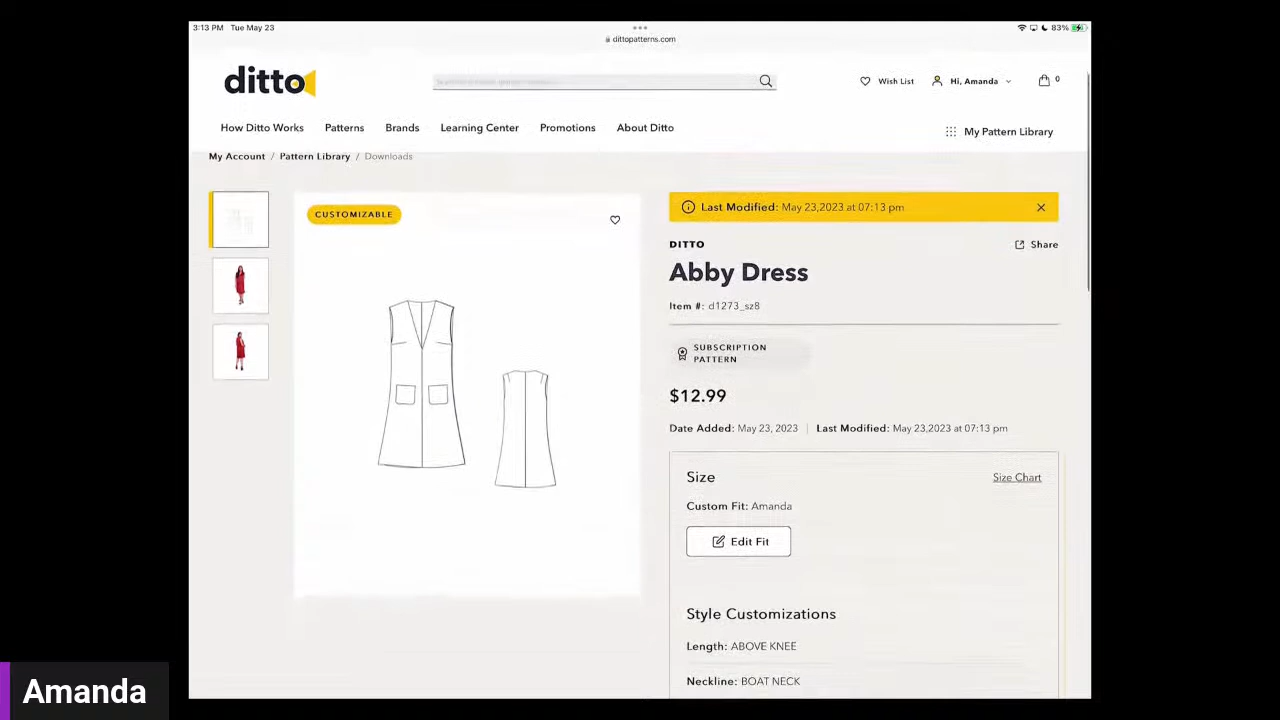 3:13 PM Tue May 23
83%
dittopatterns.com
ditto
Wish List
Hi, Amanda
0
How Ditto Works
Patterns
Brands
Learning Center
Promotions
About Ditto
My Pattern Library
My Account / Pattern Library / Downloads
CUSTOMIZABLE
Last Modified: May 23,2023 at 07:13 pm
DITTO
Share
Abby Dress
Item #: d1273_sz8
SUBSCRIPTION
PATTERN
$12.99
Date Added: May 23, 2023 | Last Modified: May 23,2023 at 07:13 pm
Size
Size Chart
Custom Fit: Amanda
Edit Fit
Style Customizations
Length: ABOVE KNEE
Neckline: BOAT NECK
Amanda